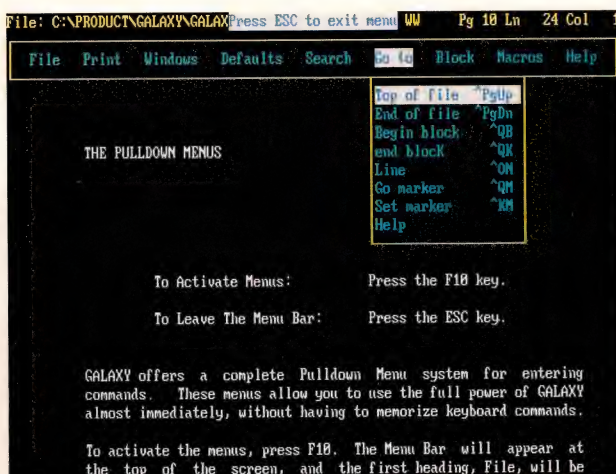 File: C:\PRODUCT\GALAXY\GALAXPress ESC to exit menu WW Pg 10 Ln 24 Col
File Print Windows Defaults Search Go to Block Macros Help
Top of file ^PgUp
End of file ^PgDn
Begin block ^QB
end blocK ^QK
Line ^ON
Go marker ^QM
Set marker ^KM
Help
THE PULLDOWN MENUS
To Activate Menus: Press the F10 key.
To Leave The Menu Bar: Press the ESC key.
GALAXY offers a complete Pulldown Menu system for entering
commands. These menus allow you to use the full power of GALAXY
almost immediately, without having to memorize keyboard commands.
To activate the menus, press F10. The Menu Bar will appear at
the top of the screen, and the first heading, File, will be